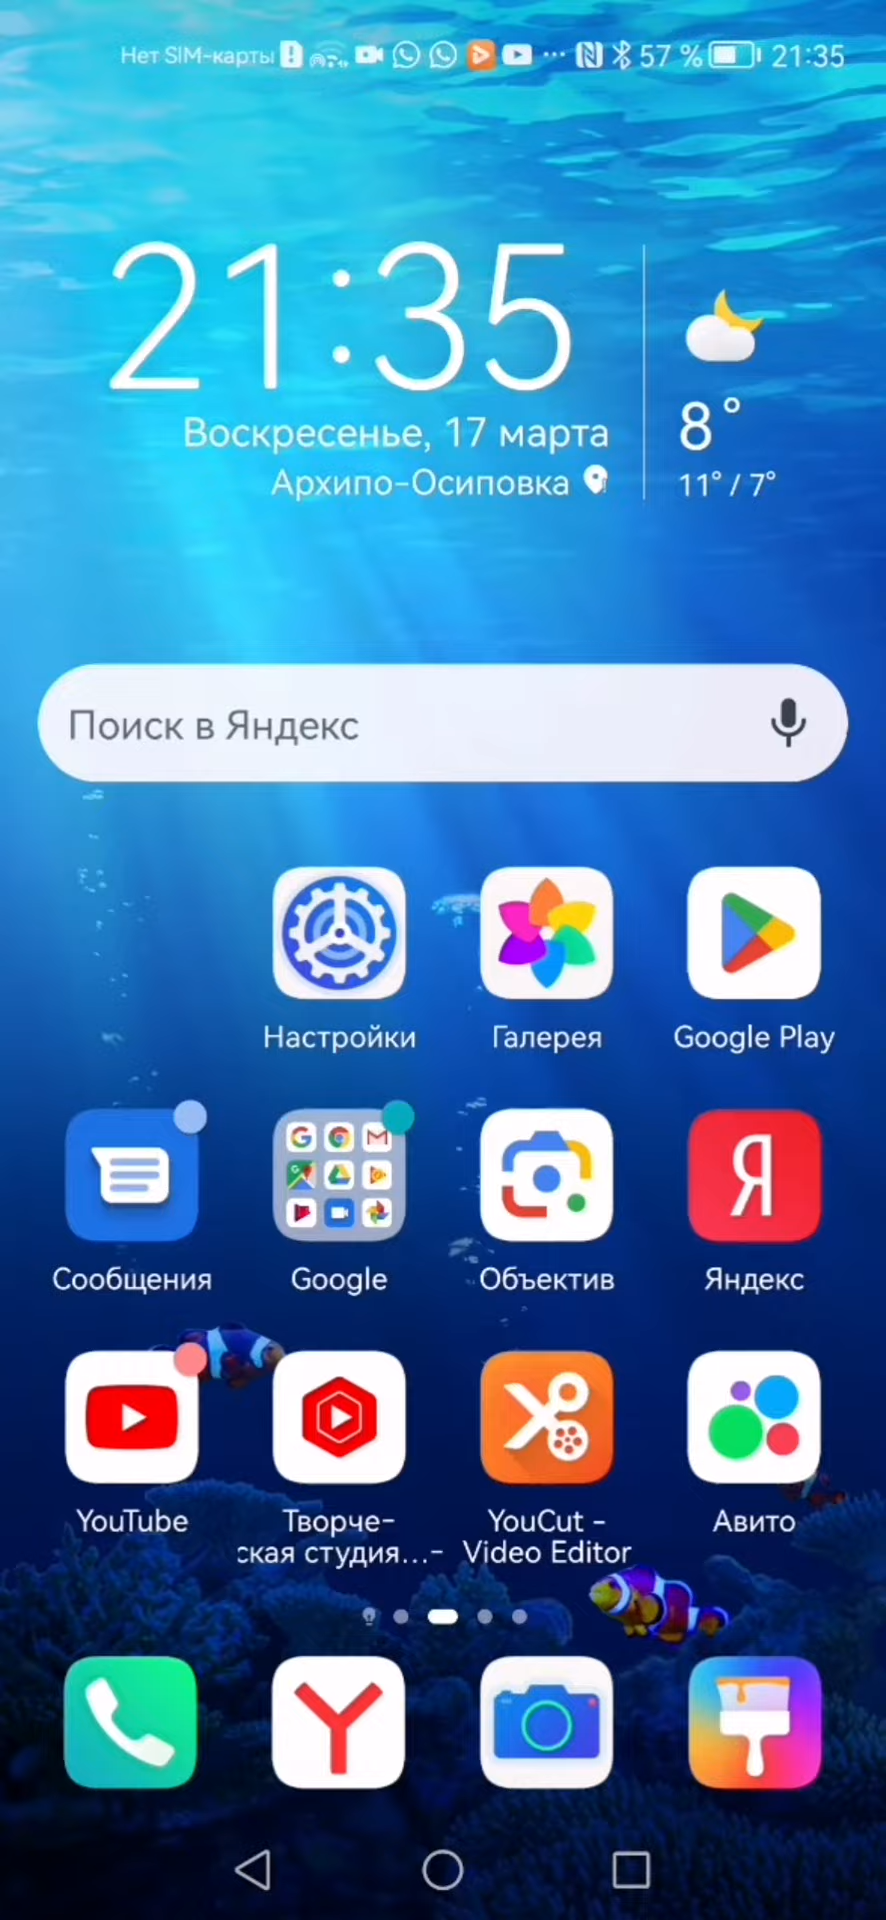 Нет SIM-карты 57 % 21:35
21:35
Воскресенье, 17 марта
Архипо-Осиповка
8°
11° / 7°
Поиск в Яндекс
Настройки Галерея Google Play
Сообщения Google Объектив Яндекс
YouTube Творче- YouCut - Авито
ская студия...- Video Editor